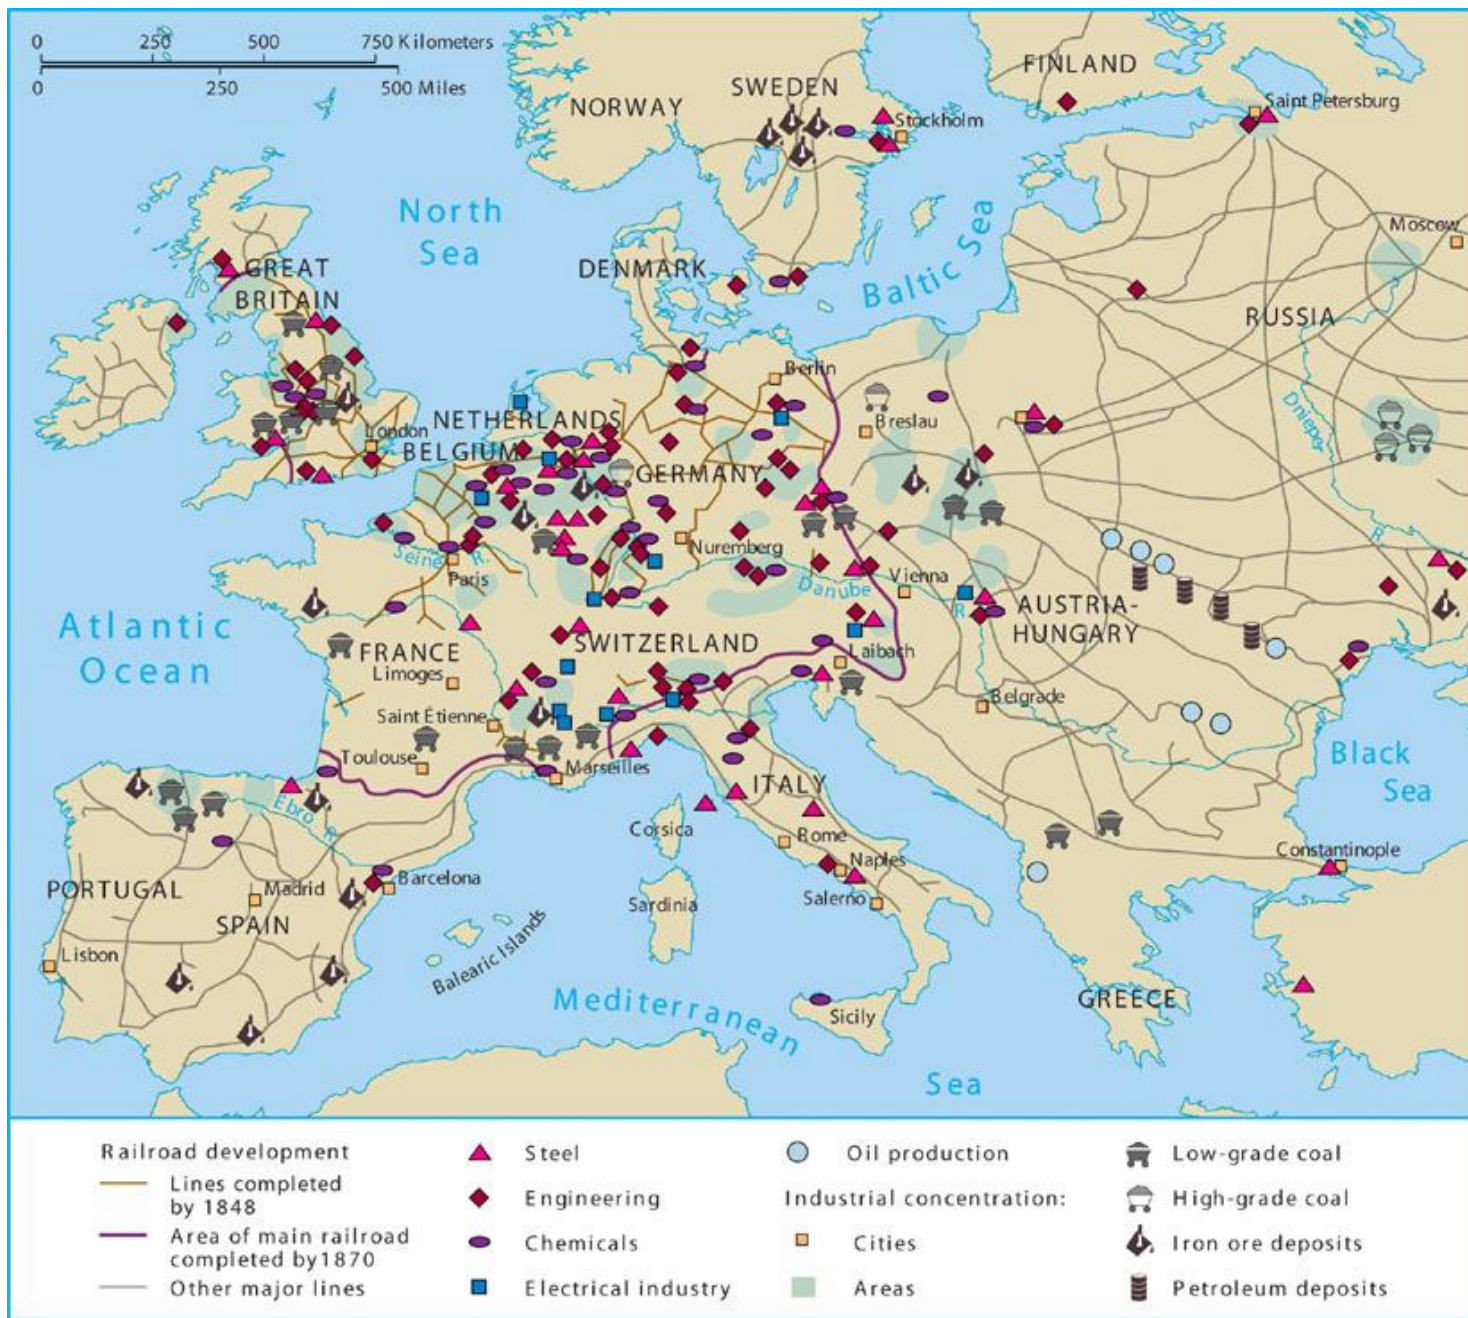 0 250 500 750 Kilometers
0 250 500 Miles
NORWAY
SWEDEN
FINLAND
Stockholm
Saint Petersburg
North
Sea
Moscow
GREAT
BRITAIN
DENMARK
Baltic Sea
RUSSIA
Berlin
NETHERLANDS
London
BELGIUM
Breslau
Dnieper
R.
GERMANY
Nuremberg
Seine R.
Paris
Danube
R.
Vienna
AUSTRIA-
HUNGARY
Atlantic
Ocean
FRANCE
Limoges
SWITZERLAND
Laibach
Belgrade
Saint Étienne
Toulouse
Marseilles
Black
Sea
ITALY
Ebro R.
Corsica
Rome
Constantinople
Naples
PORTUGAL
Madrid
Barcelona
Sardinia
Salerno
SPAIN
Lisbon
Balearic Islands
Mediterranean
Sea
Sicily
GREECE
Railroad development
Lines completed
by 1848
Area of main railroad
completed by1870
Other major lines
Steel
Engineering
Chemicals
Electrical industry
Oil production
Industrial concentration:
Cities
Areas
Low-grade coal
High-grade coal
Iron ore deposits
Petroleum deposits